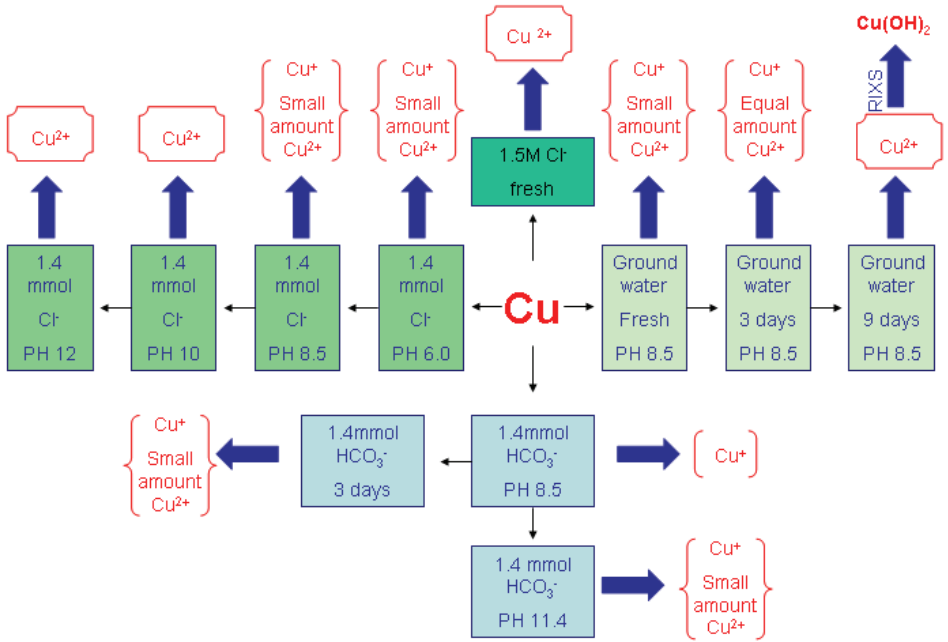 Cu(OH)₂
RIXS
Cu ²⁺
Cu⁺
Small
amount
Cu²⁺
Cu⁺
Small
amount
Cu²⁺
Cu⁺
Small
amount
Cu²⁺
Cu⁺
Equal
amount
Cu²⁺
Cu²⁺
Cu²⁺
Cu²⁺
1.5M Cl⁻
fresh
1.4
mmol
Cl⁻
PH 12
1.4
mmol
Cl⁻
PH 10
1.4
mmol
Cl⁻
PH 8.5
1.4
mmol
Cl⁻
PH 6.0
Cu
Ground
water
Fresh
PH 8.5
Ground
water
3 days
PH 8.5
Ground
water
9 days
PH 8.5
Cu⁺
Small
amount
Cu²⁺
1.4mmol
HCO₃⁻
3 days
1.4mmol
HCO₃⁻
PH 8.5
Cu⁺
1.4 mmol
HCO₃⁻
PH 11.4
Cu⁺
Small
amount
Cu²⁺